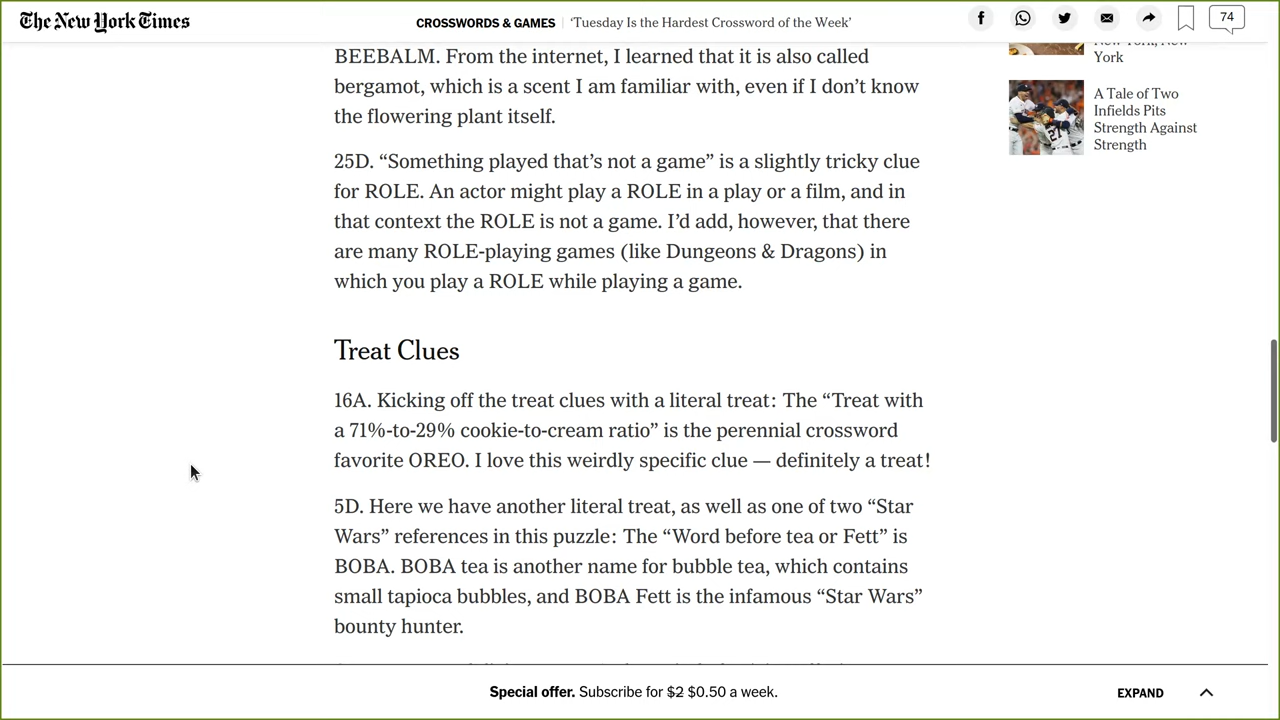 The New York Times
CROSSWORDS & GAMES | ‘Tuesday Is the Hardest Crossword of the Week’
74
BEEBALM. From the internet, I learned that it is also called
bergamot, which is a scent I am familiar with, even if I don’t know
the flowering plant itself.
25D. “Something played that’s not a game” is a slightly tricky clue
for ROLE. An actor might play a ROLE in a play or a film, and in
that context the ROLE is not a game. I’d add, however, that there
are many ROLE-playing games (like Dungeons & Dragons) in
which you play a ROLE while playing a game.
Treat Clues
16A. Kicking off the treat clues with a literal treat: The “Treat with
a 71%-to-29% cookie-to-cream ratio” is the perennial crossword
favorite OREO. I love this weirdly specific clue — definitely a treat!
5D. Here we have another literal treat, as well as one of two “Star
Wars” references in this puzzle: The “Word before tea or Fett” is
BOBA. BOBA tea is another name for bubble tea, which contains
small tapioca bubbles, and BOBA Fett is the infamous “Star Wars”
bounty hunter.
New York, New
York
A Tale of Two
Infields Pits
Strength Against
Strength
Special offer. Subscribe for $2 $0.50 a week.
EXPAND